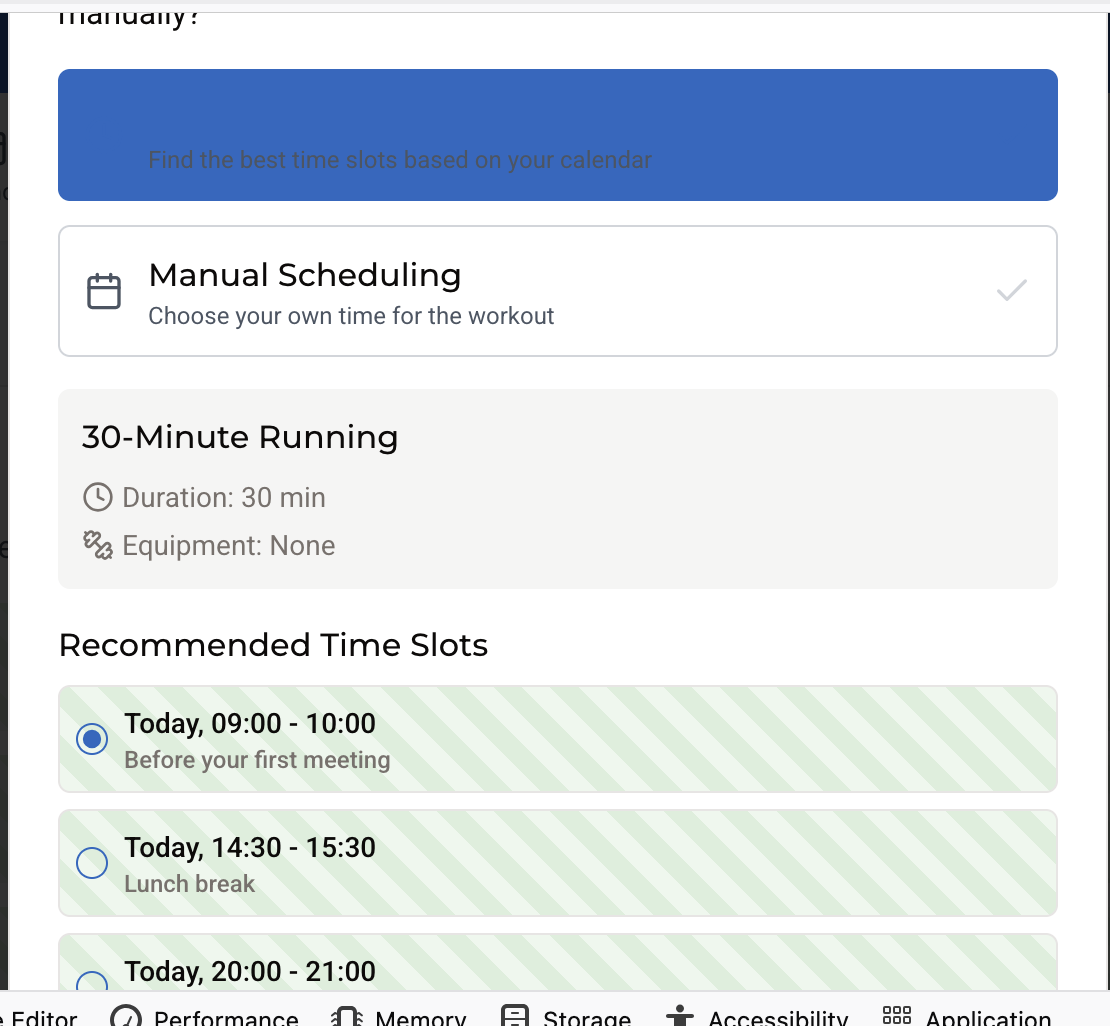 manually?
Find the best time slots based on your calendar
Manual Scheduling
Choose your own time for the workout
30-Minute Running
Duration: 30 min
Equipment: None
Recommended Time Slots
Today, 09:00 - 10:00
Before your first meeting
Today, 14:30 - 15:30
Lunch break
Today, 20:00 - 21:00
Editor Performance Memory Storage Accessibility Application